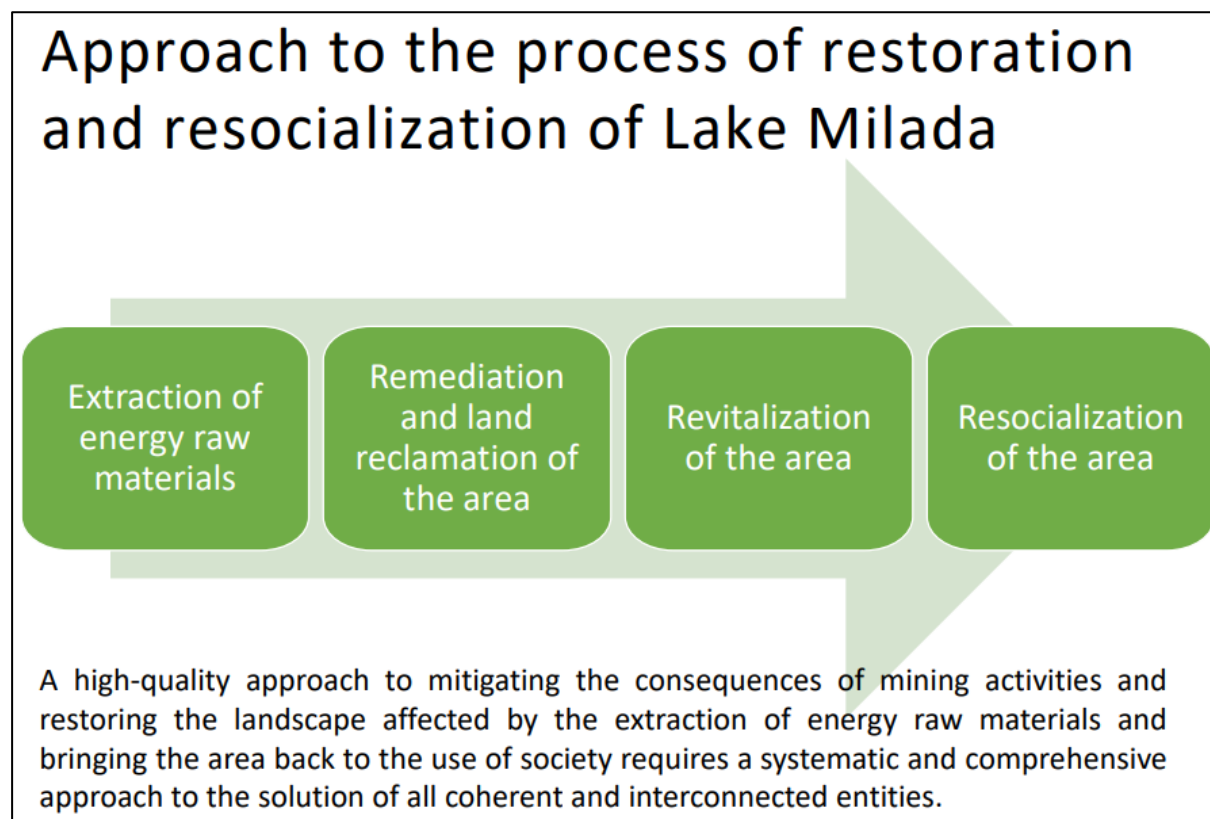 Approach to the process of restoration
and resocialization of Lake Milada
Extraction of
energy raw
materials
Remediation
and land
reclamation of
the area
Revitalization
of the area
Resocialization
of the area
A high-quality approach to mitigating the consequences of mining activities and
restoring the landscape affected by the extraction of energy raw materials and
bringing the area back to the use of society requires a systematic and comprehensive
approach to the solution of all coherent and interconnected entities.